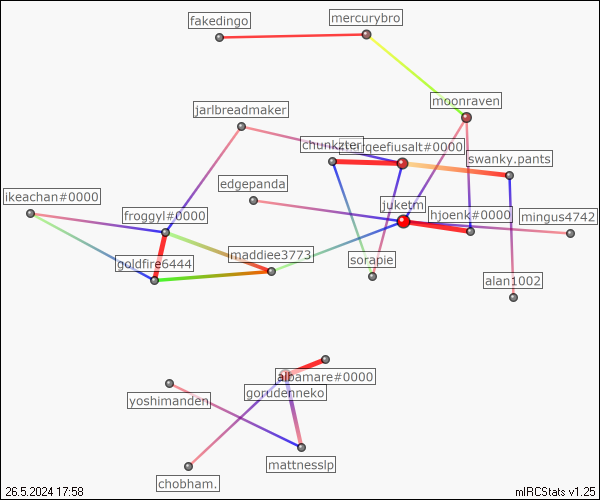 mercurybro
fakedingo
moonraven
jarlbreadmaker
chunkzter
qeefiusalt#0000
swanky.pants
edgepanda
ikeachan#0000
juketm
froggyl#0000
hjoenk#0000
mingus4742
maddiee3773
sorapie
goldfire6444
alan1002
albamare#0000
gorudenneko
yoshimanden
mattnesslp
chobham.
26.5.2024 17:58
mIRCStats v1.25